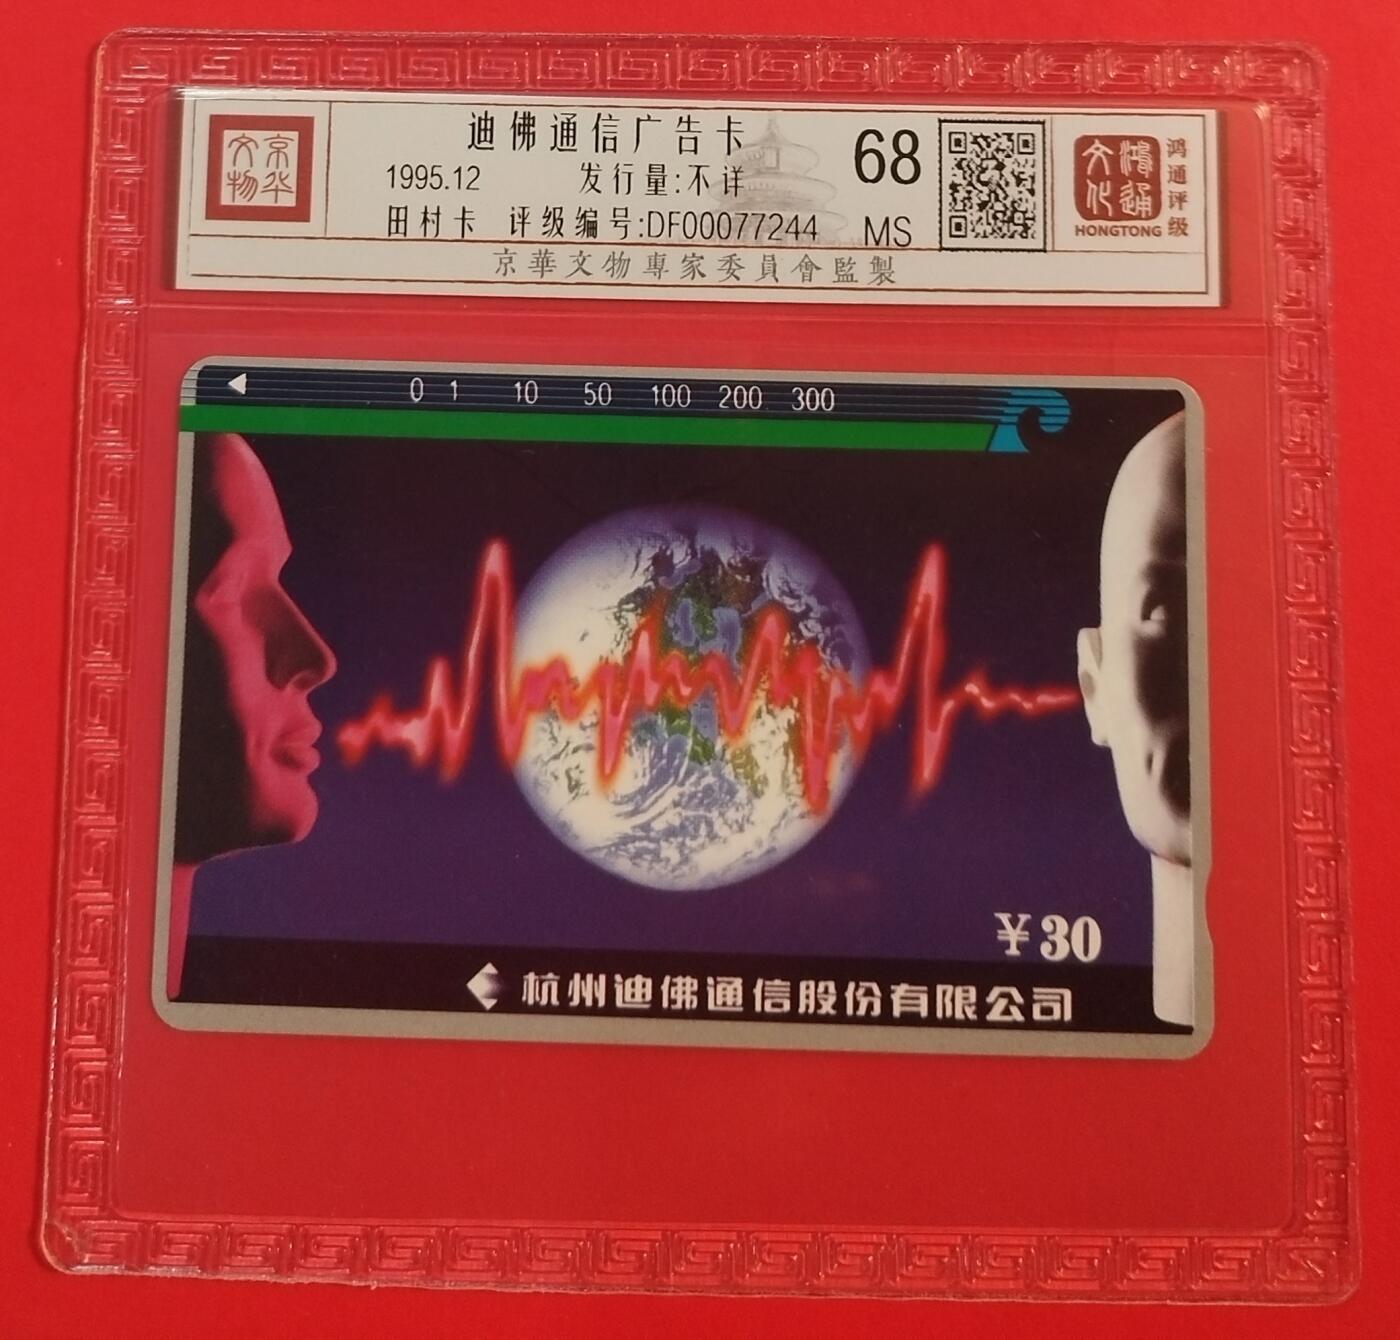 京华
文物
迪佛通信广告卡
1995.12 发行量:不详
田村卡 评级编号:DF00077244
68
MS
鸿通
文化
HONGTONG
鸿通评级
京華文物專家委員會監製
0 1 10 50 100 200 300
¥30
杭州迪佛通信股份有限公司